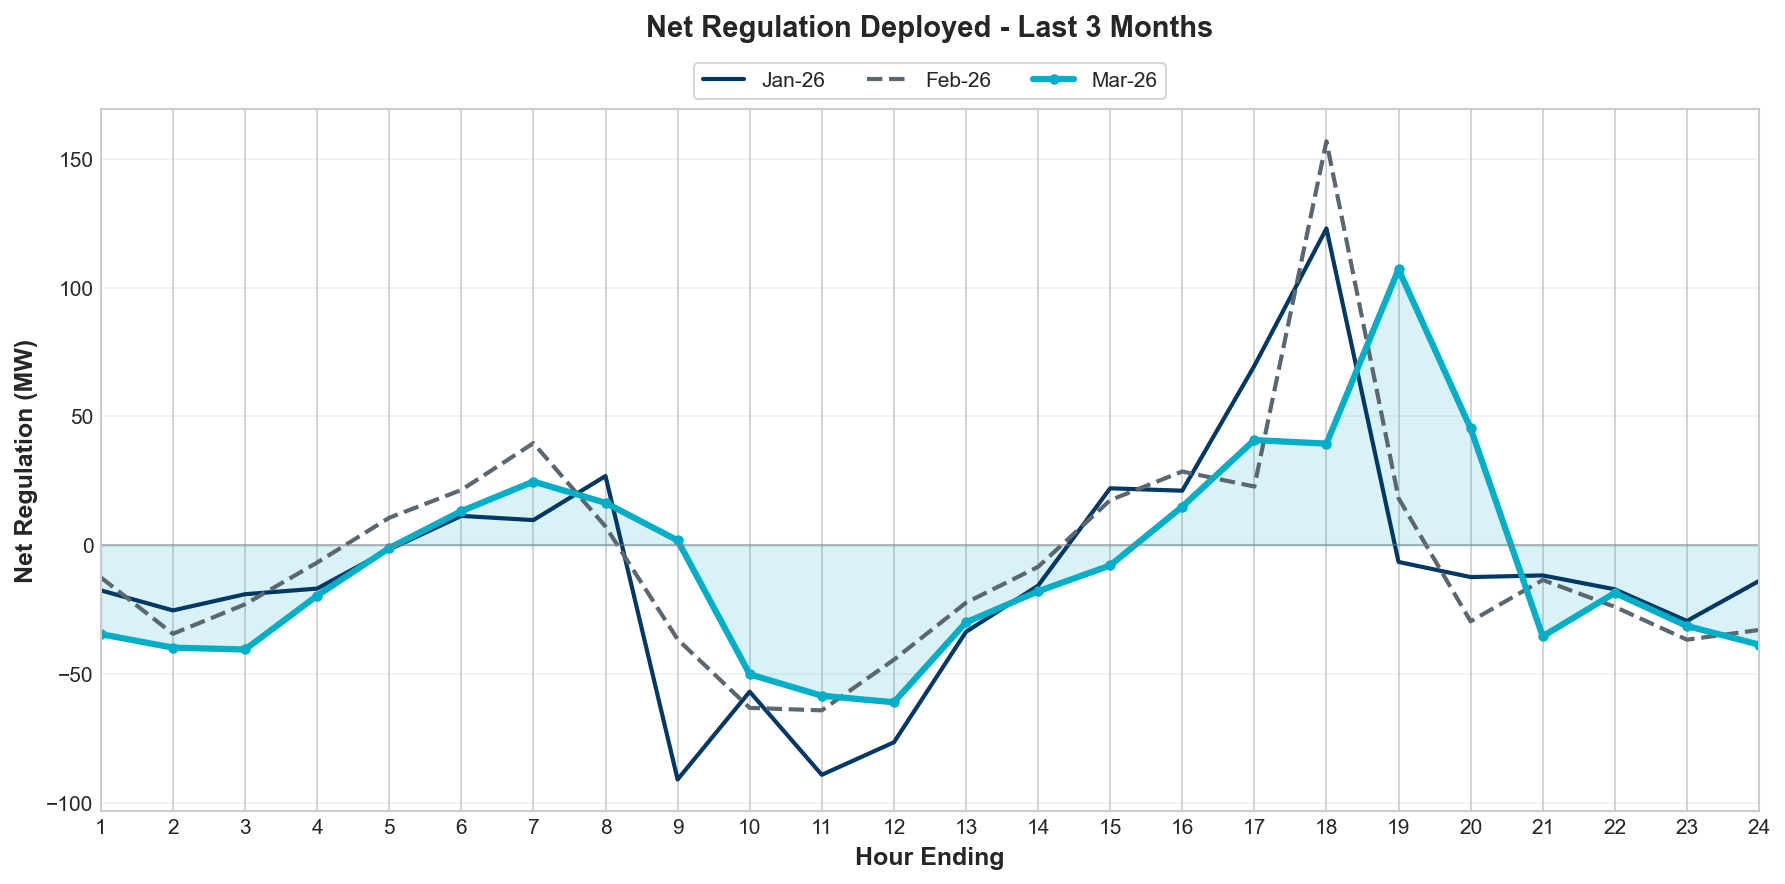 Net Regulation Deployed - Last 3 Months
Jan-26 Feb-26 Mar-26
Net Regulation (MW)
150
100
50
0
−50
−100
1 2 3 4 5 6 7 8 9 10 11 12 13 14 15 16 17 18 19 20 21 22 23 24
Hour Ending